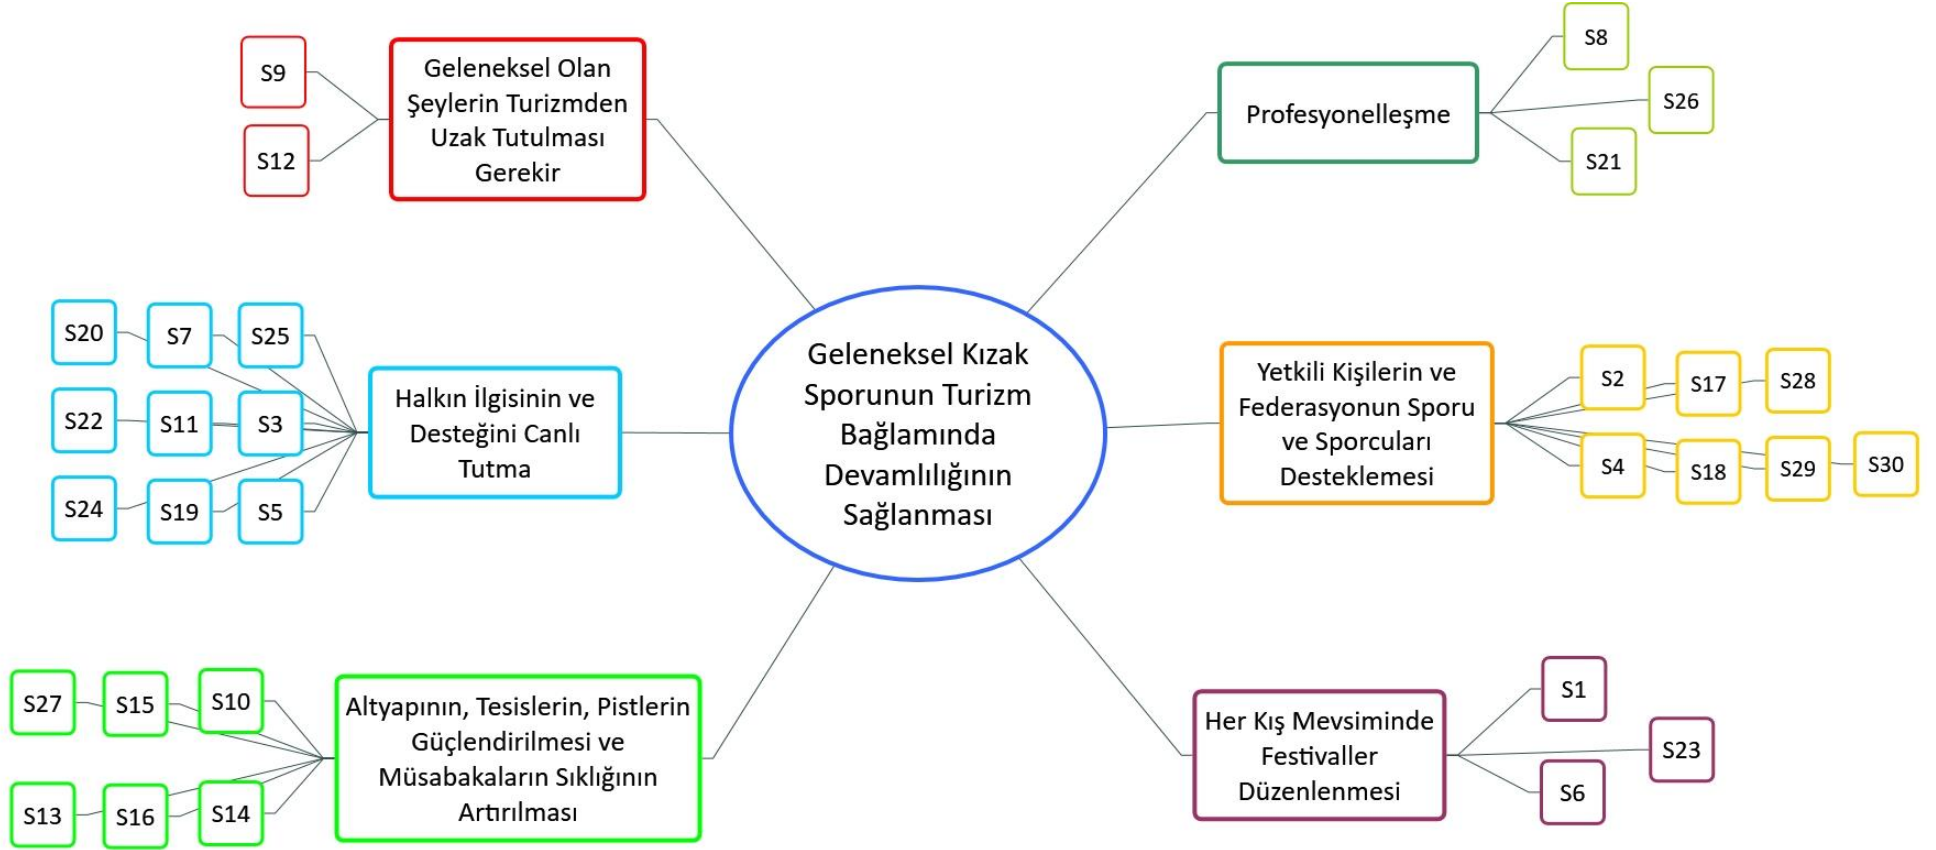 Geleneksel Olan
Şeylerin Turizmden
Uzak Tutulması
Gerekir
S9
S12
Profesyonelleşme
S8
S26
S21
Geleneksel Kızak
Sporunun Turizm
Bağlamında
Devamlılığının
Sağlanması
Halkın İlgisinin ve
Desteğini Canlı
Tutma
S20
S7
S25
S22
S11
S3
S24
S19
S5
Yetkili Kişilerin ve
Federasyonun Sporu
ve Sporcuları
Desteklemesi
S2
S17
S28
S4
S18
S29
S30
Altyapının, Tesislerin, Pistlerin
Güçlendirilmesi ve
Müsabakaların Sıklığının
Artırılması
S27
S15
S10
S13
S16
S14
Her Kış Mevsiminde
Festivaller
Düzenlenmesi
S1
S23
S6